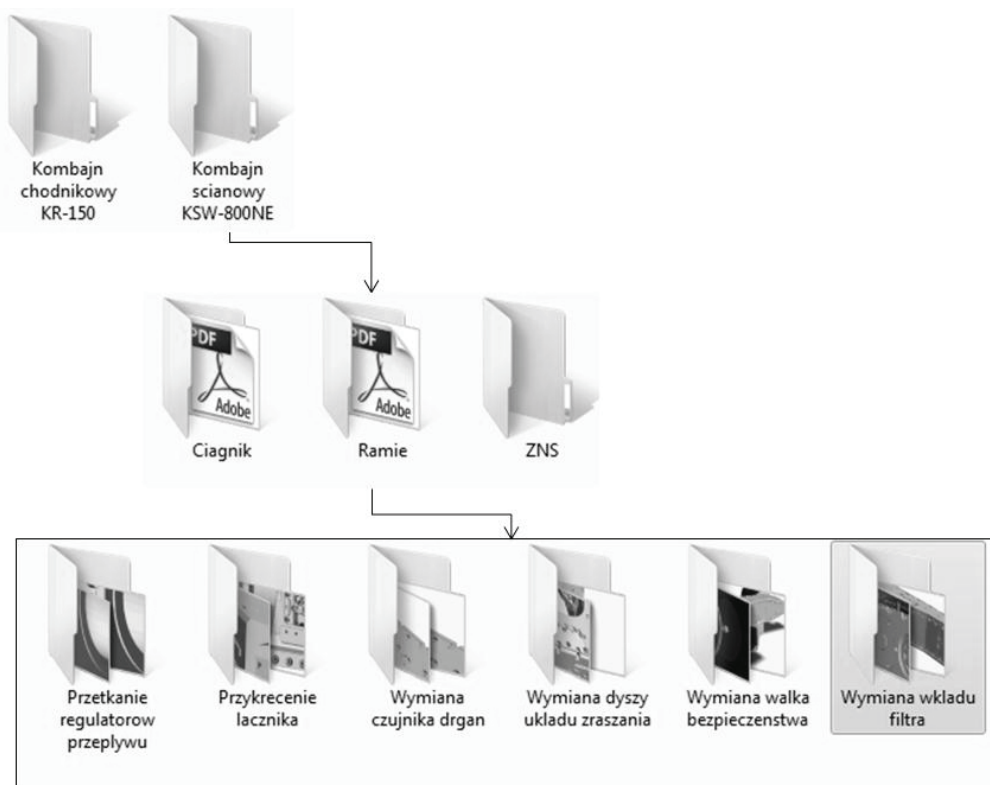 Kombajn
chodnikowy
KR-150
Kombajn
scianowy
KSW-800NE
PDF
Adobe
Ciagnik
PDF
Adobe
Ramie
ZNS
Przetkanie
regulatorow
przeplywu
Przykrecenie
lacznika
Wymiana
czujnika drgan
Wymiana dyszy
ukladu zraszania
Wymiana walka
bezpieczenstwa
Wymiana wkladu
filtra